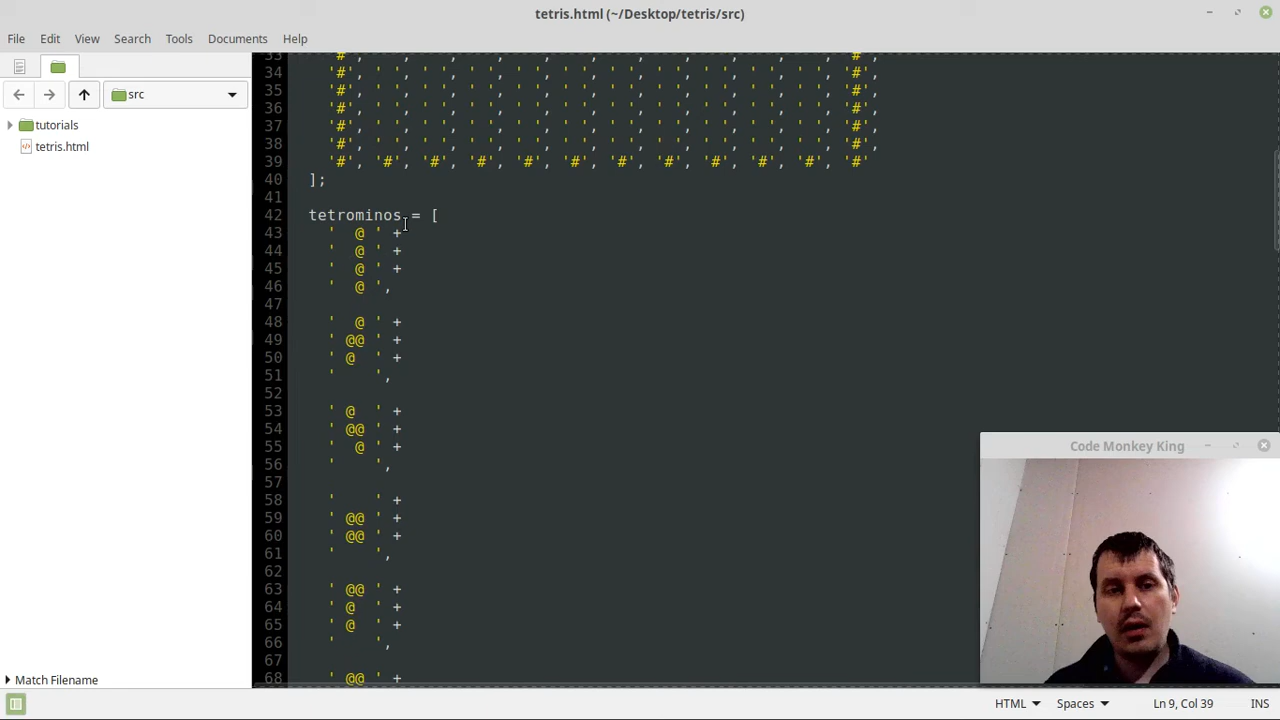 tetris.html (~/Desktop/tetris/src)
File Edit View Search Tools Documents Help
src
tutorials
tetris.html
Match Filename
33 '#', ' ', ' ', ' ', ' ', ' ', ' ', ' ', ' ', ' ', ' ', '#',
34 '#', ' ', ' ', ' ', ' ', ' ', ' ', ' ', ' ', ' ', ' ', '#',
35 '#', ' ', ' ', ' ', ' ', ' ', ' ', ' ', ' ', ' ', ' ', '#',
36 '#', ' ', ' ', ' ', ' ', ' ', ' ', ' ', ' ', ' ', ' ', '#',
37 '#', ' ', ' ', ' ', ' ', ' ', ' ', ' ', ' ', ' ', ' ', '#',
38 '#', ' ', ' ', ' ', ' ', ' ', ' ', ' ', ' ', ' ', ' ', '#',
39 '#', '#', '#', '#', '#', '#', '#', '#', '#', '#', '#', '#'
40 ];
41
42 tetrominos = [
43 '  @ ' +
44 '  @ ' +
45 '  @ ' +
46 '  @ ',
47
48 '  @ ' +
49 ' @@ ' +
50 ' @  ' +
51 '    ',
52
53 ' @  ' +
54 ' @@ ' +
55 '  @ ' +
56 '    ',
57
58 '    ' +
59 ' @@ ' +
60 ' @@ ' +
61 '    ',
62
63 ' @@ ' +
64 ' @  ' +
65 ' @  ' +
66 '    ',
67
68 ' @@ ' +
Code Monkey King
HTML Spaces Ln 9, Col 39 INS